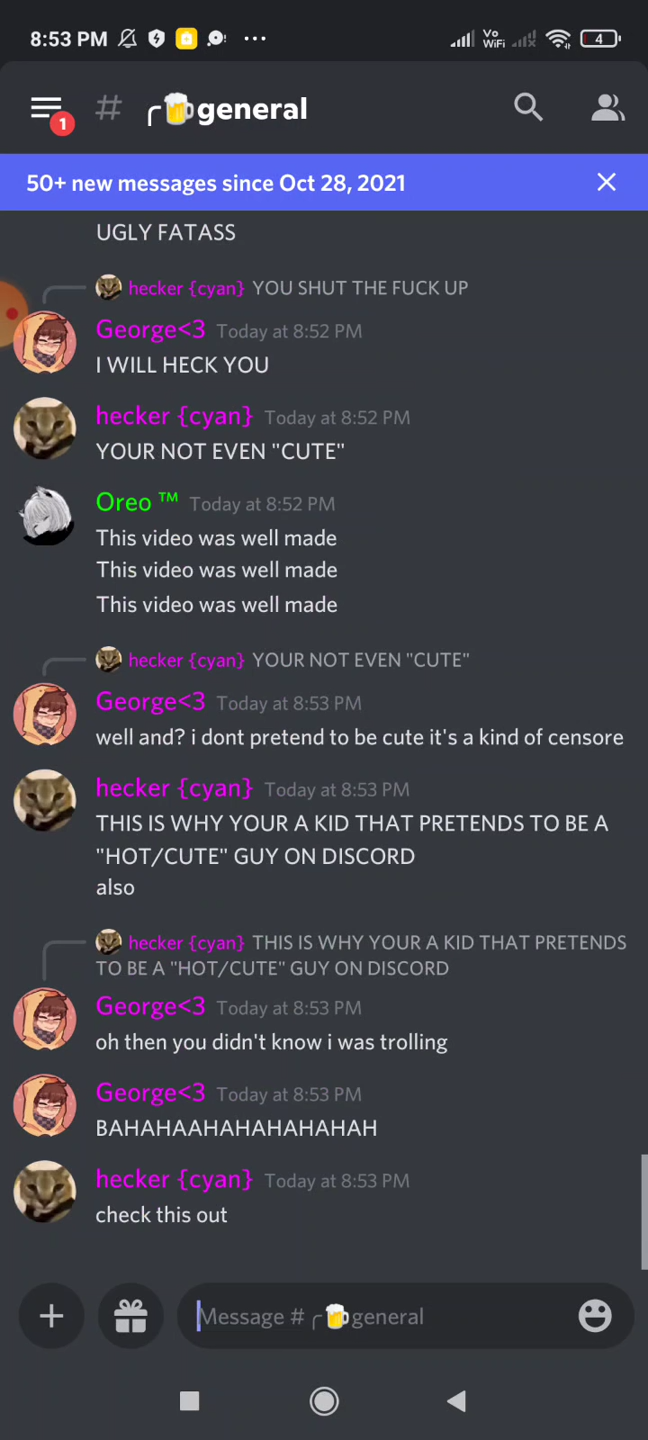 8:53 PM
Vo WiFi
4
1
# ╭🍺general
50+ new messages since Oct 28, 2021
UGLY FATASS
hecker {cyan} YOU SHUT THE FUCK UP
George<3 Today at 8:52 PM
I WILL HECK YOU
hecker {cyan} Today at 8:52 PM
YOUR NOT EVEN "CUTE"
Oreo ™ Today at 8:52 PM
This video was well made
This video was well made
This video was well made
hecker {cyan} YOUR NOT EVEN "CUTE"
George<3 Today at 8:53 PM
well and? i dont pretend to be cute it's a kind of censore
hecker {cyan} Today at 8:53 PM
THIS IS WHY YOUR A KID THAT PRETENDS TO BE A
"HOT/CUTE" GUY ON DISCORD
also
hecker {cyan} THIS IS WHY YOUR A KID THAT PRETENDS
TO BE A "HOT/CUTE" GUY ON DISCORD
George<3 Today at 8:53 PM
oh then you didn't know i was trolling
George<3 Today at 8:53 PM
BAHAHAAHAHAHAHAHAH
hecker {cyan} Today at 8:53 PM
check this out
Message # ╭🍺general